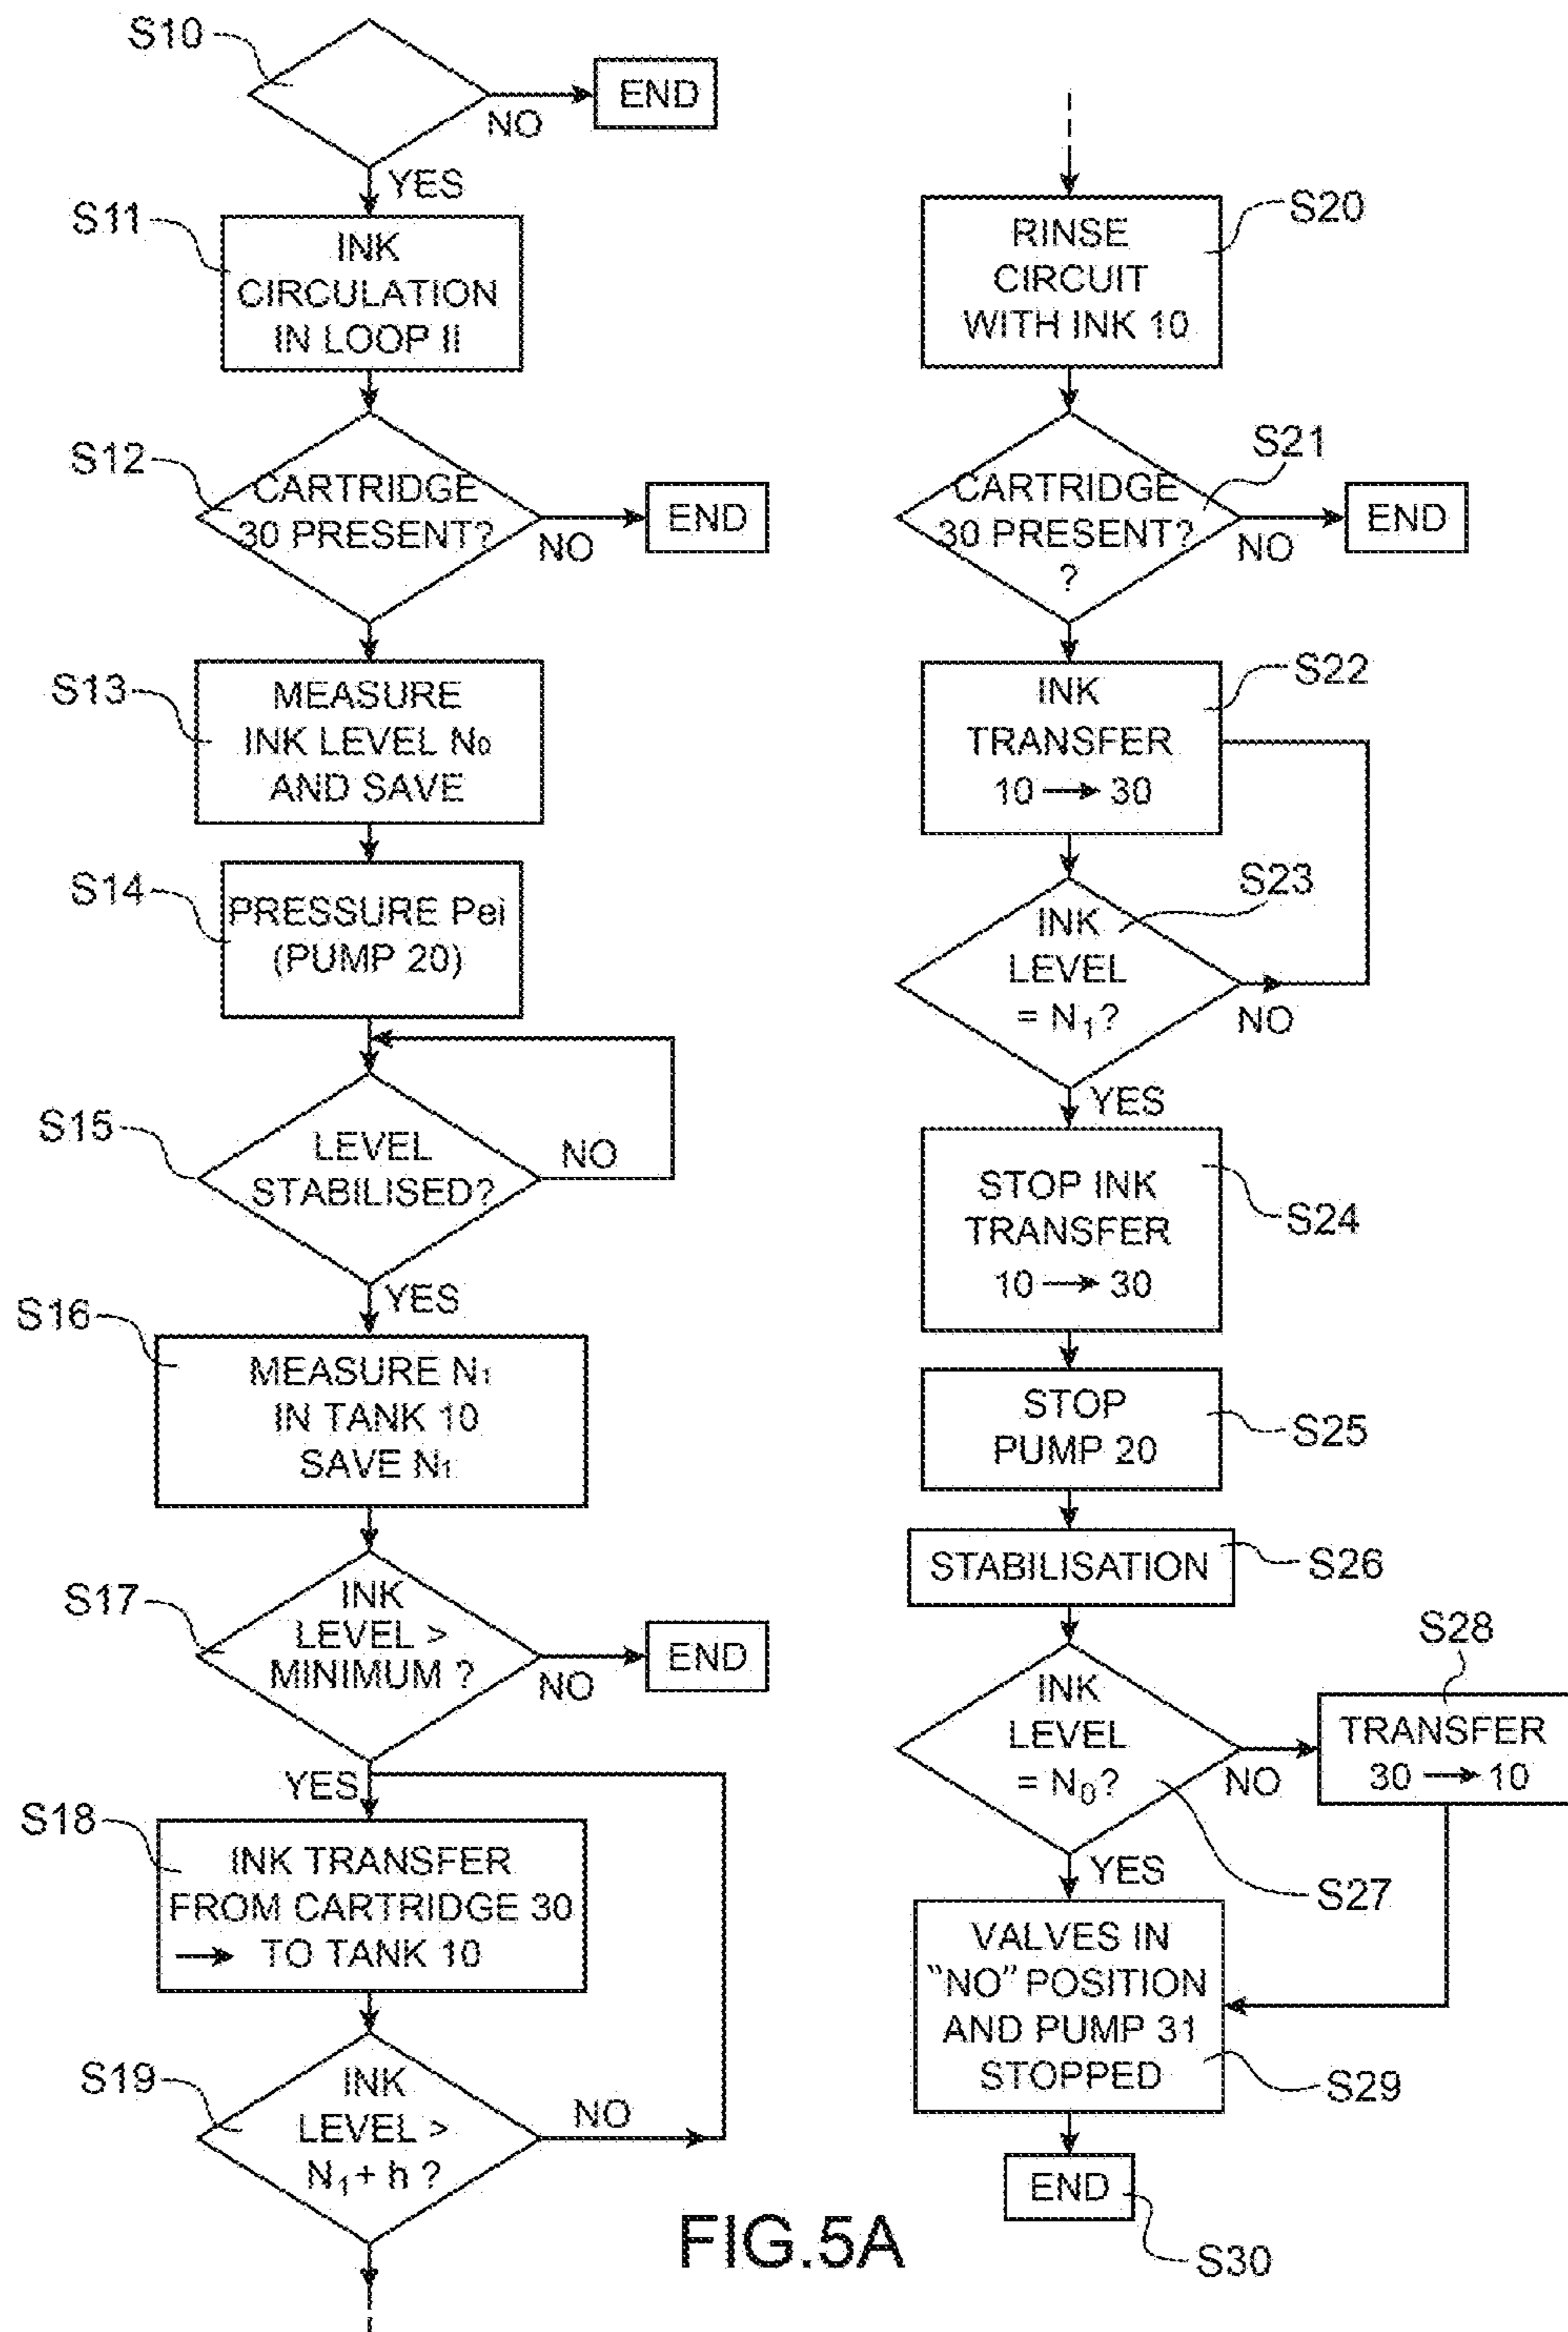 S10
END
NO
YES
S11
INK
CIRCULATION
IN LOOP II
S12
CARTRIDGE
30 PRESENT?
NO
END
S13
MEASURE
INK LEVEL N0
AND SAVE
S14
PRESSURE Pei
(PUMP 20)
S15
LEVEL
STABILISED?
NO
YES
S16
MEASURE N1
IN TANK 10
SAVE N1
S17
INK
LEVEL >
MINIMUM ?
NO
END
YES
S18
INK TRANSFER
FROM CARTRIDGE 30
→ TO TANK 10
S19
INK
LEVEL >
N1 + h ?
NO
S20
RINSE
CIRCUIT
WITH INK 10
S21
CARTRIDGE
30 PRESENT?
?
NO
END
S22
INK
TRANSFER
10 → 30
S23
INK
LEVEL
= N1?
NO
YES
STOP INK
TRANSFER
10 → 30
S24
STOP
PUMP 20
S25
STABILISATION
S26
INK
LEVEL
= N0?
NO
S28
TRANSFER
30 → 10
YES
S27
VALVES IN
"NO" POSITION
AND PUMP 31
STOPPED
S29
END
S30
FIG.5A